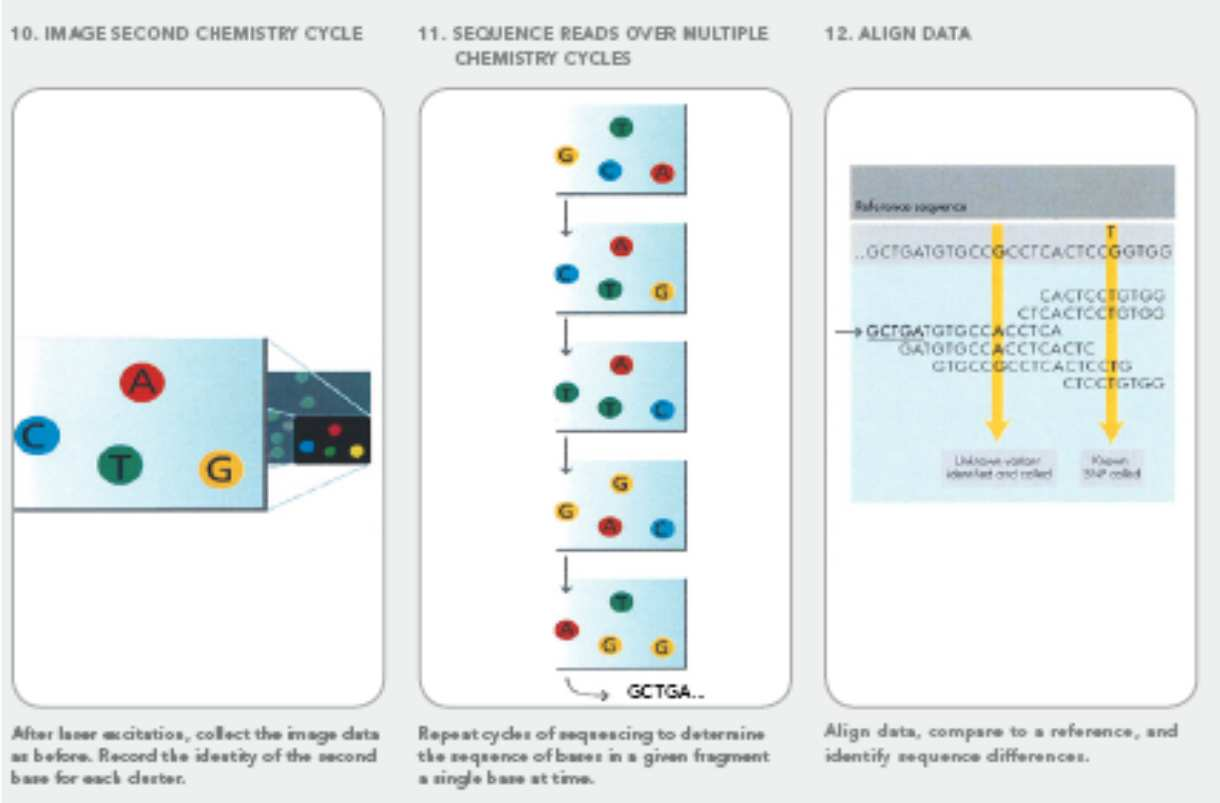 10. IMAGE SECOND CHEMISTRY CYCLE
A
C
T
G
After laser excitation, collect the image data
as before. Record the identity of the second
base for each cluster.
11. SEQUENCE READS OVER MULTIPLE
CHEMISTRY CYCLES
T
G
C
A
A
C
T
G
A
T
T
C
G
G
A
C
T
A
G
G
GCTGA...
Repeat cycles of sequencing to determine
the sequence of bases in a given fragment
a single base at time.
12. ALIGN DATA
Reference sequence
T
..GCTGATGTGCCGCCTCACTCCGGTGG
CACTCCTGTGG
CTCACTCCTGTGG
GCTGATGTGCCACCTCA
GATGTGCCACCTCACTC
GTGCCGCCTCACTCCTG
CTCCTGTGG
Unknown variant
identified and called
Known
SNP called
Align data, compare to a reference, and
identify sequence differences.